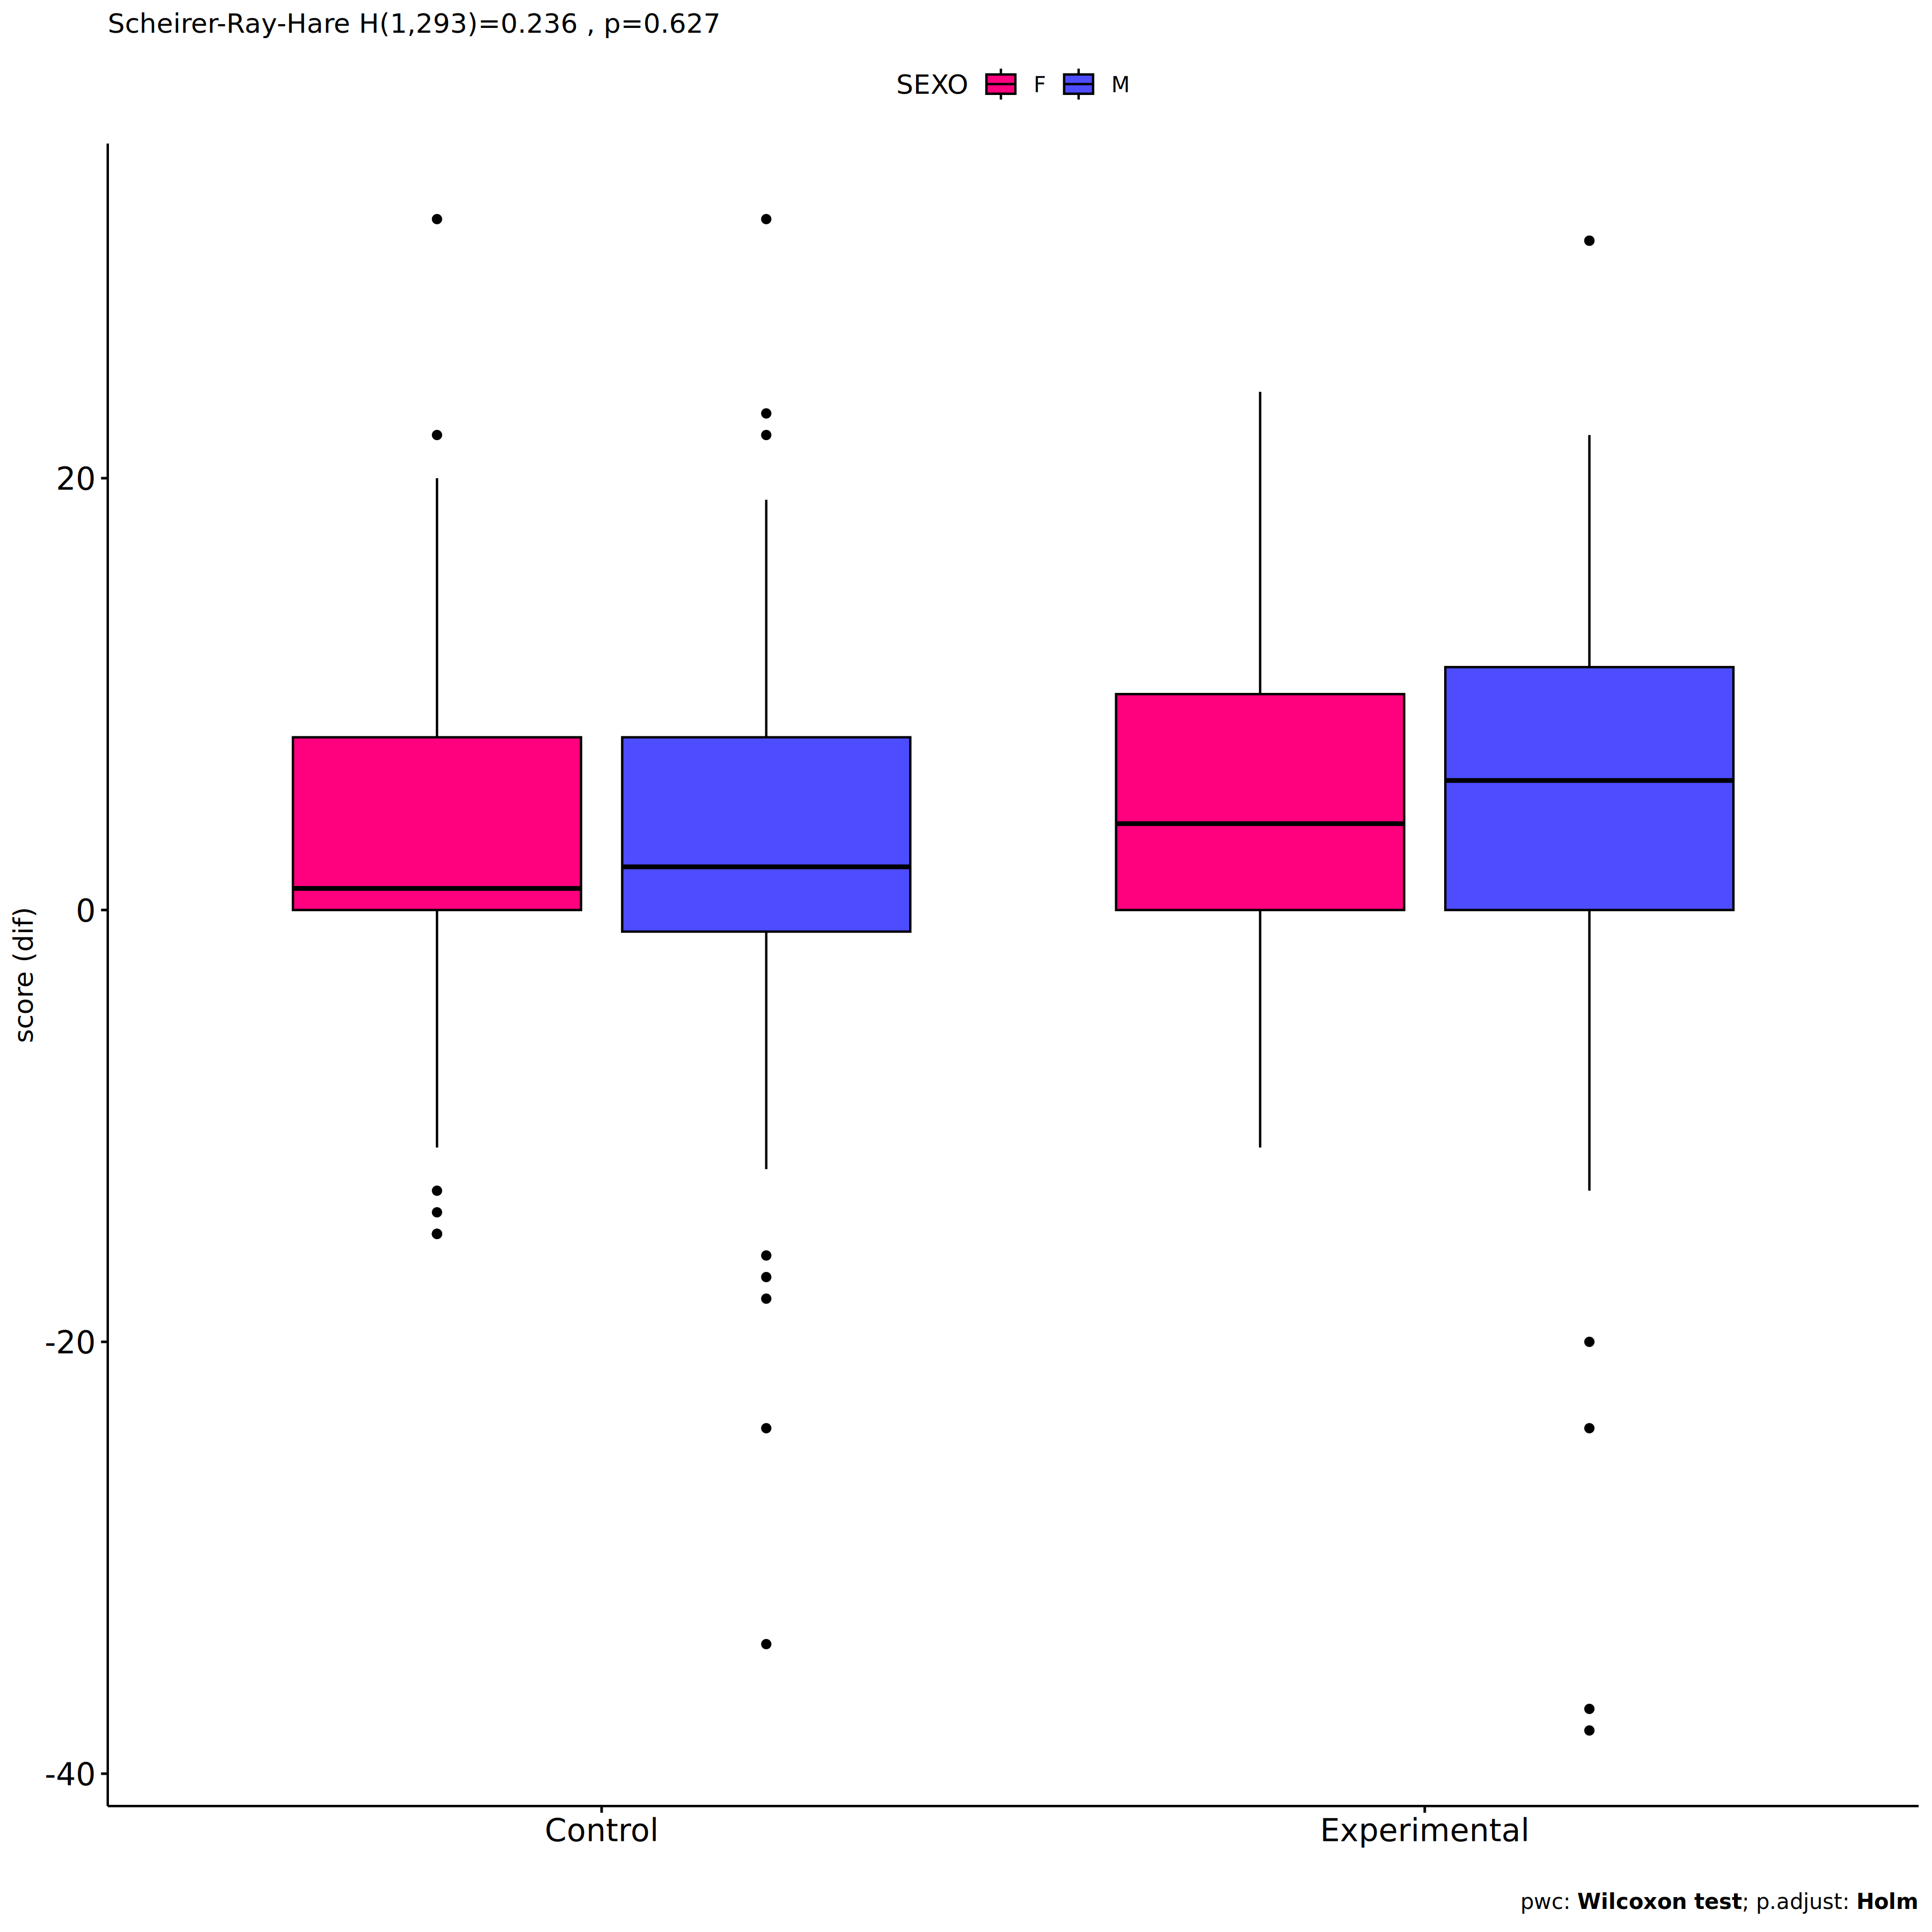 Scheirer-Ray-Hare H(1,293)=0.236 , p=0.627
SEXO F M
score (dif)
20
0
-20
-40
Control Experimental
pwc: Wilcoxon test; p.adjust: Holm